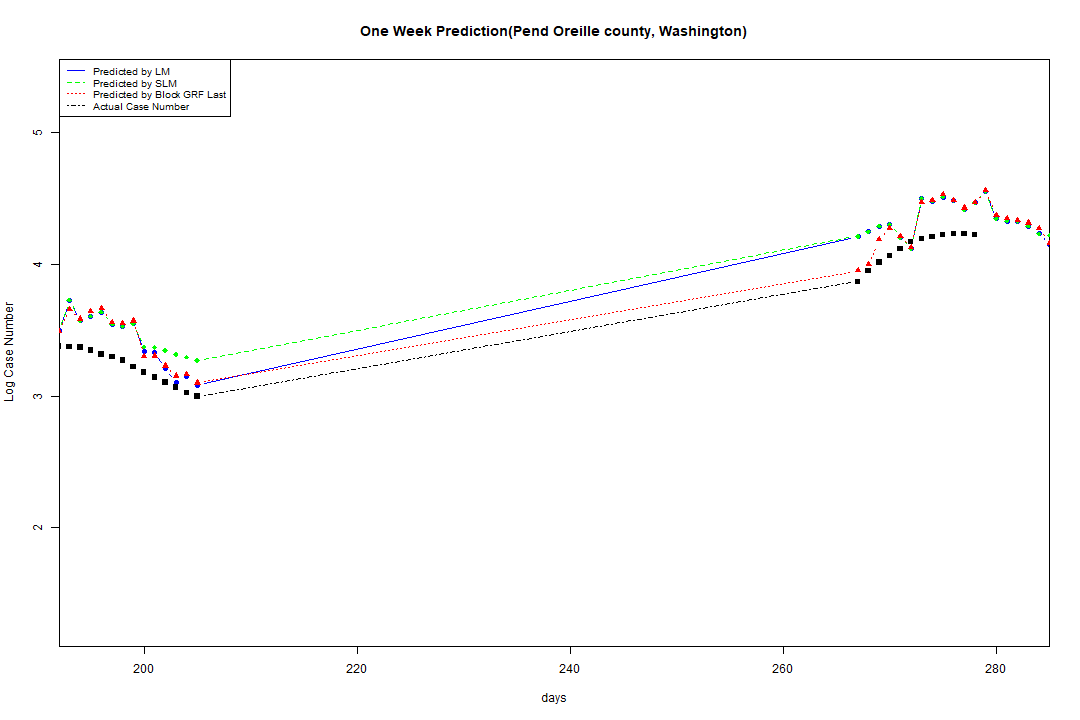 One Week Prediction(Pend Oreille county, Washington)
Predicted by LM
Predicted by SLM
Predicted by Block GRF Last
Actual Case Number
Log Case Number
5
4
3
2
200
220
240
260
280
days